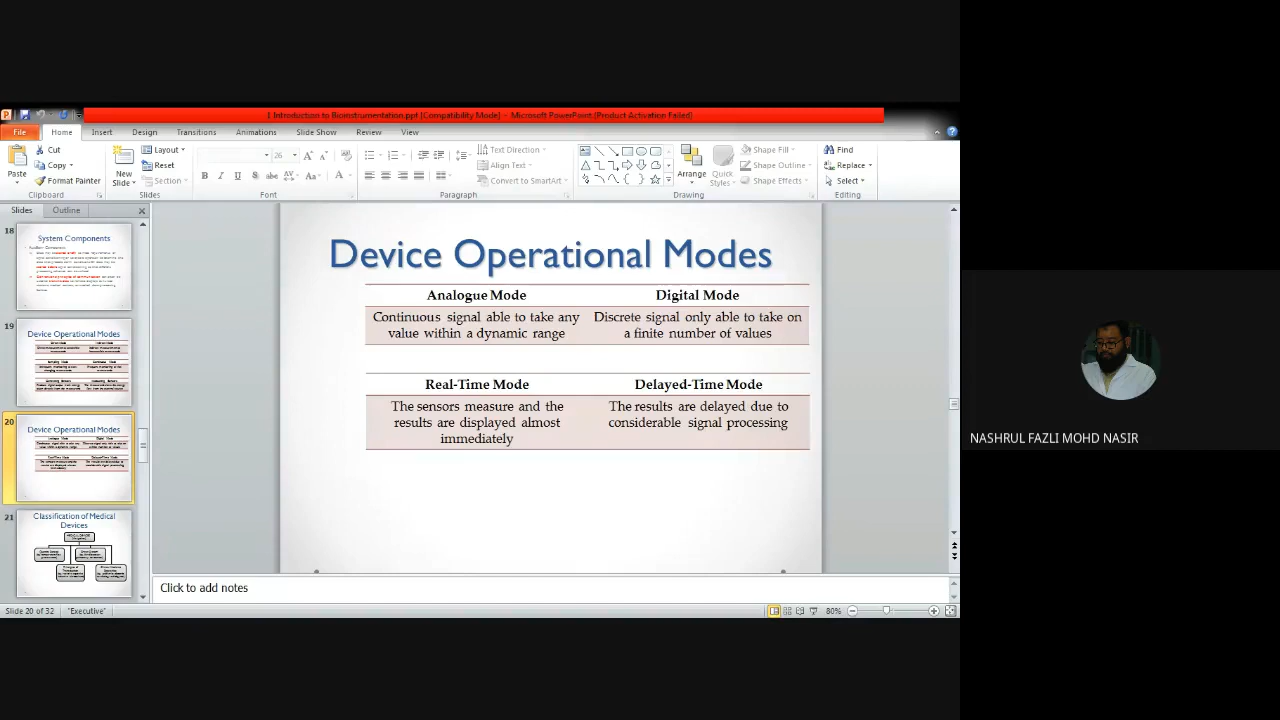 1 Introduction to Bioinstrumentation.ppt [Compatibility Mode] - Microsoft PowerPoint (Product Activation Failed)
File Home Insert Design Transitions Animations Slide Show Review View
Paste
Cut
Copy
Format Painter
Clipboard
New Slide
Layout
Reset
Section
Slides
26
Font
Paragraph
Text Direction
Align Text
Convert to SmartArt
Arrange
Quick Styles
Shape Fill
Shape Outline
Shape Effects
Drawing
Find
Replace
Select
Editing
Slides Outline
18
System Components
19
Device Operational Modes
20
Device Operational Modes
Analogue Mode Digital Mode
21
Classification of Medical
Devices
Device Operational Modes
Analogue Mode Digital Mode
Continuous signal able to take any Discrete signal only able to take on
value within a dynamic range a finite number of values
Real-Time Mode Delayed-Time Mode
The sensors measure and the The results are delayed due to
results are displayed almost considerable signal processing
immediately
Click to add notes
Slide 20 of 32 "Executive" 80%
NASHRUL FAZLI MOHD NASIR